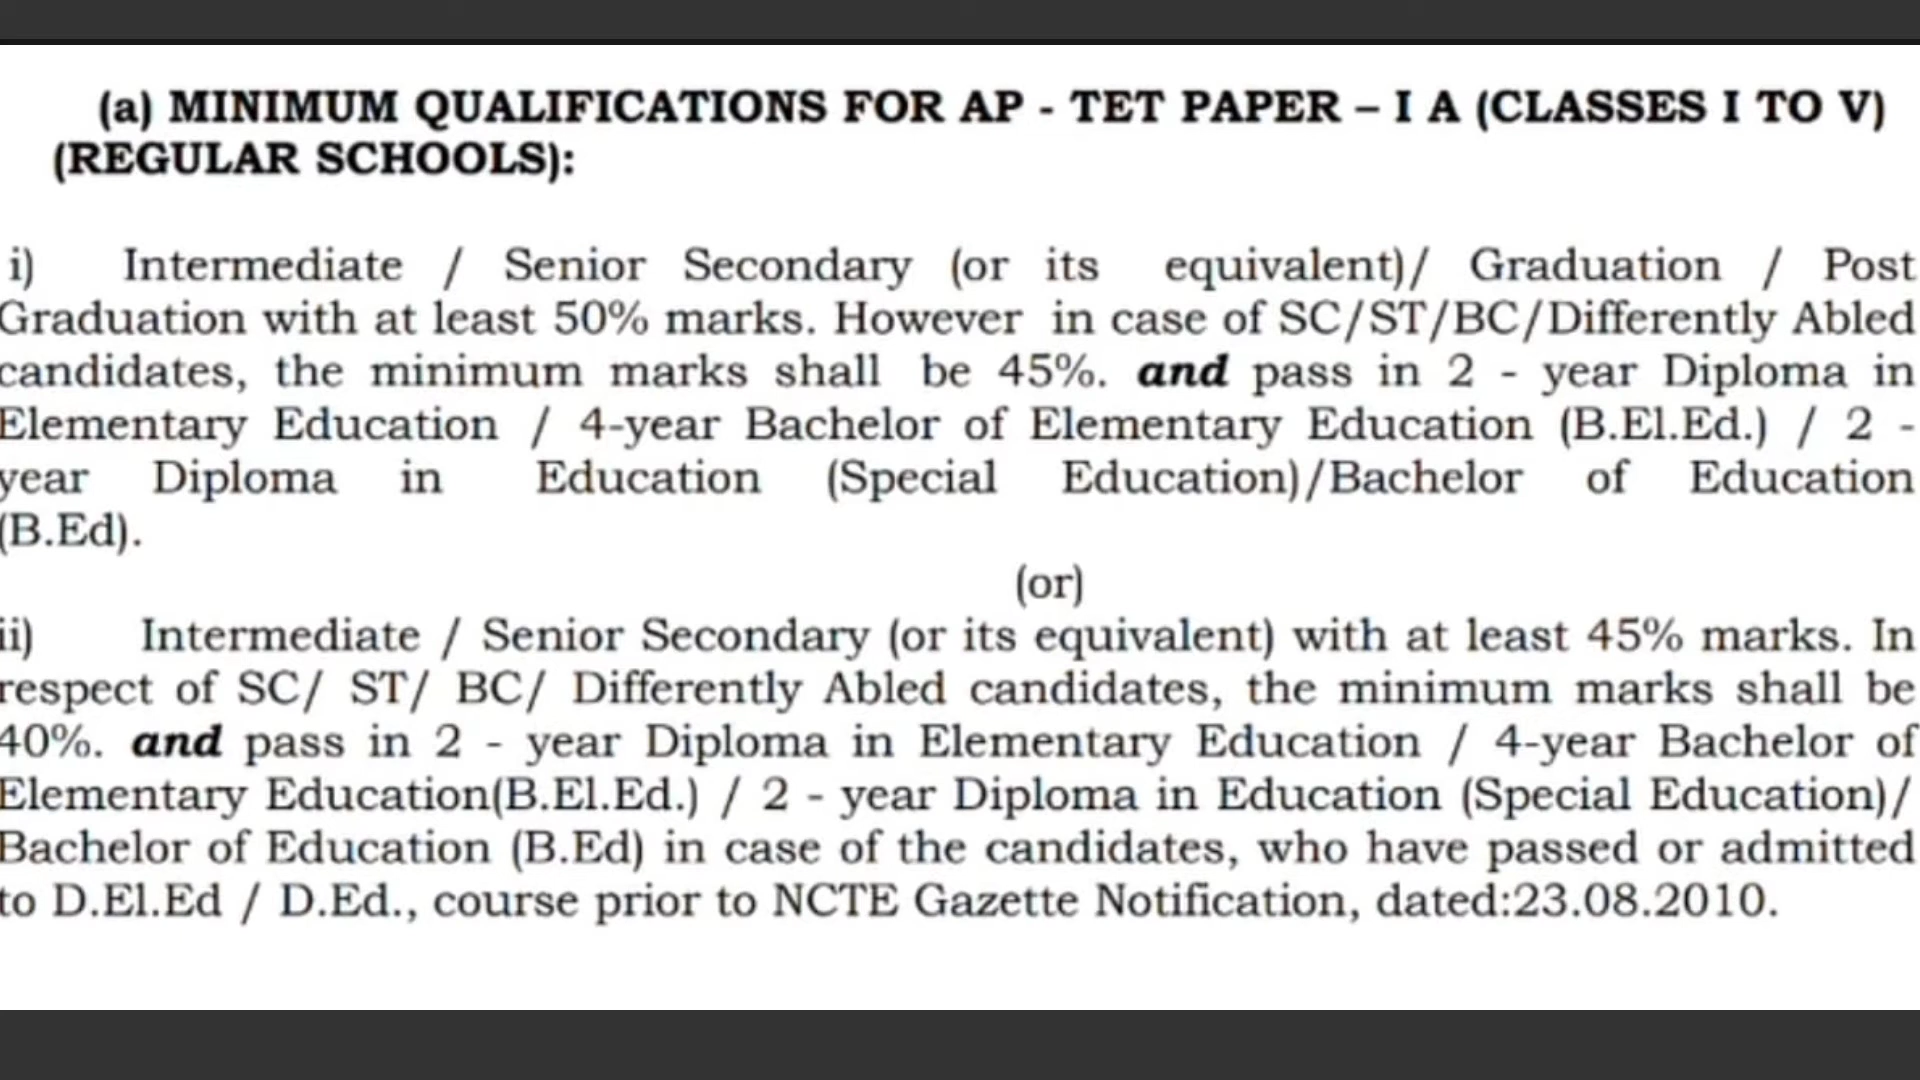 (a) MINIMUM QUALIFICATIONS FOR AP - TET PAPER – I A (CLASSES I TO V)
(REGULAR SCHOOLS):
i) Intermediate / Senior Secondary (or its equivalent)/ Graduation / Post
Graduation with at least 50% marks. However in case of SC/ST/BC/Differently Abled
candidates, the minimum marks shall be 45%. and pass in 2 - year Diploma in
Elementary Education / 4-year Bachelor of Elementary Education (B.El.Ed.) / 2 -
year Diploma in Education (Special Education)/Bachelor of Education
(B.Ed).
(or)
ii) Intermediate / Senior Secondary (or its equivalent) with at least 45% marks. In
respect of SC/ ST/ BC/ Differently Abled candidates, the minimum marks shall be
40%. and pass in 2 - year Diploma in Elementary Education / 4-year Bachelor of
Elementary Education(B.El.Ed.) / 2 - year Diploma in Education (Special Education)/
Bachelor of Education (B.Ed) in case of the candidates, who have passed or admitted
to D.El.Ed / D.Ed., course prior to NCTE Gazette Notification, dated:23.08.2010.